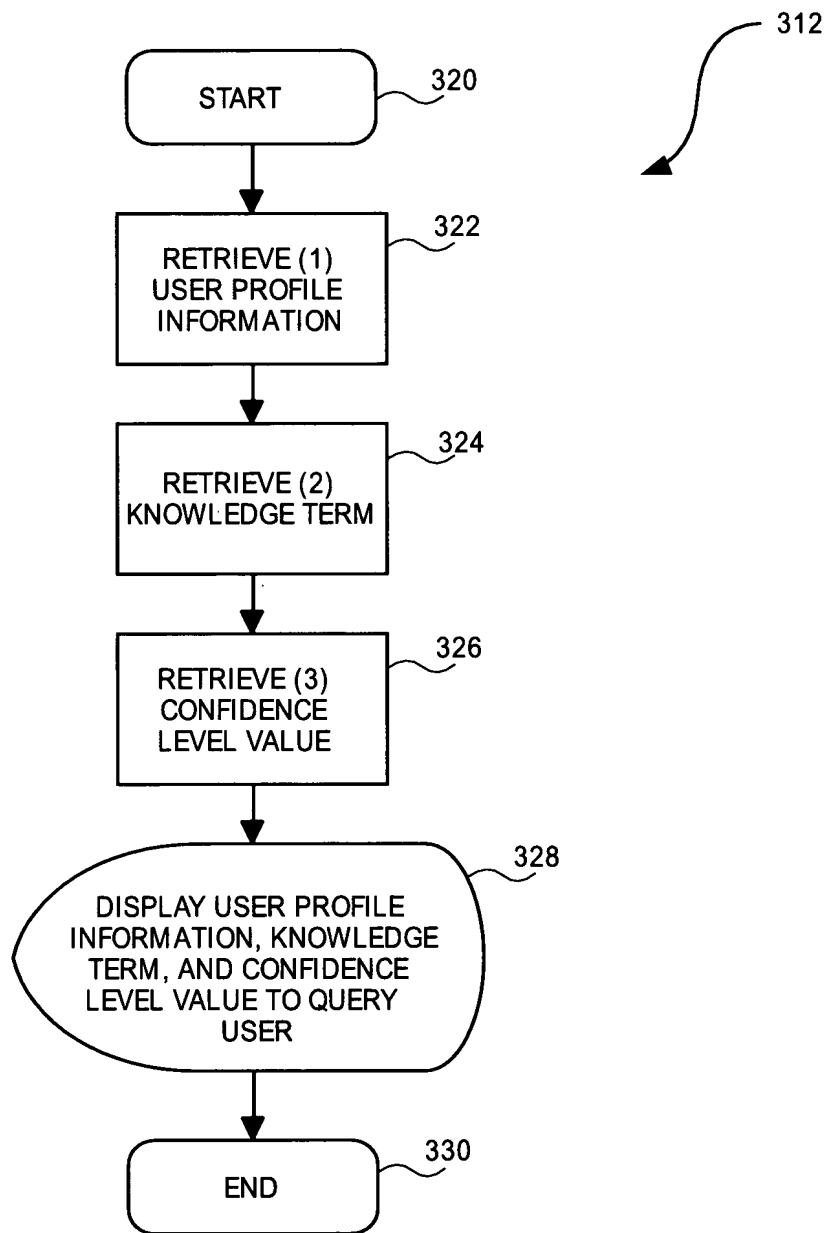 312
START
320
RETRIEVE (1)
USER PROFILE
INFORMATION
322
RETRIEVE (2)
KNOWLEDGE TERM
324
RETRIEVE (3)
CONFIDENCE
LEVEL VALUE
326
DISPLAY USER PROFILE
INFORMATION, KNOWLEDGE
TERM, AND CONFIDENCE
LEVEL VALUE TO QUERY
USER
328
END
330